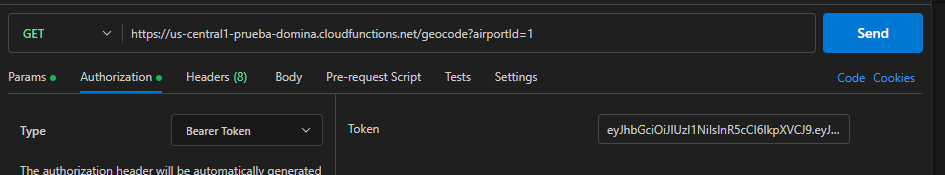 GET https://us-central1-prueba-domina.cloudfunctions.net/geocode?airportId=1 Send
Params Authorization Headers (8) Body Pre-request Script Tests Settings Code Cookies
Type Bearer Token Token eyJhbGciOiJIUzI1NiIsInR5cCI6IkpXVCJ9.eyJ...
The authorization header will be automatically generated